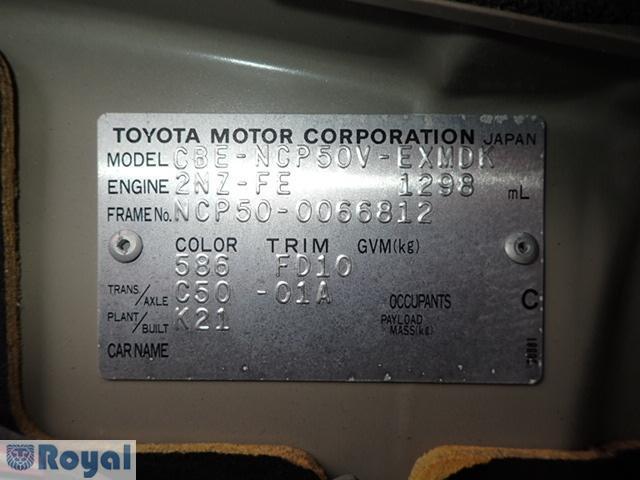 TOYOTA MOTOR CORPORATION JAPAN
MODEL CBE-NCP50V-EXMDK
ENGINE 2NZ-FE 1298 mL
FRAME No. NCP50-0066812
COLOR TRIM GVM(kg)
586 FD10
TRANS/AXLE C50 -01A OCCUPANTS C
PLANT/BUILT K21 PAYLOAD MASS(kg)
CAR NAME
Royal